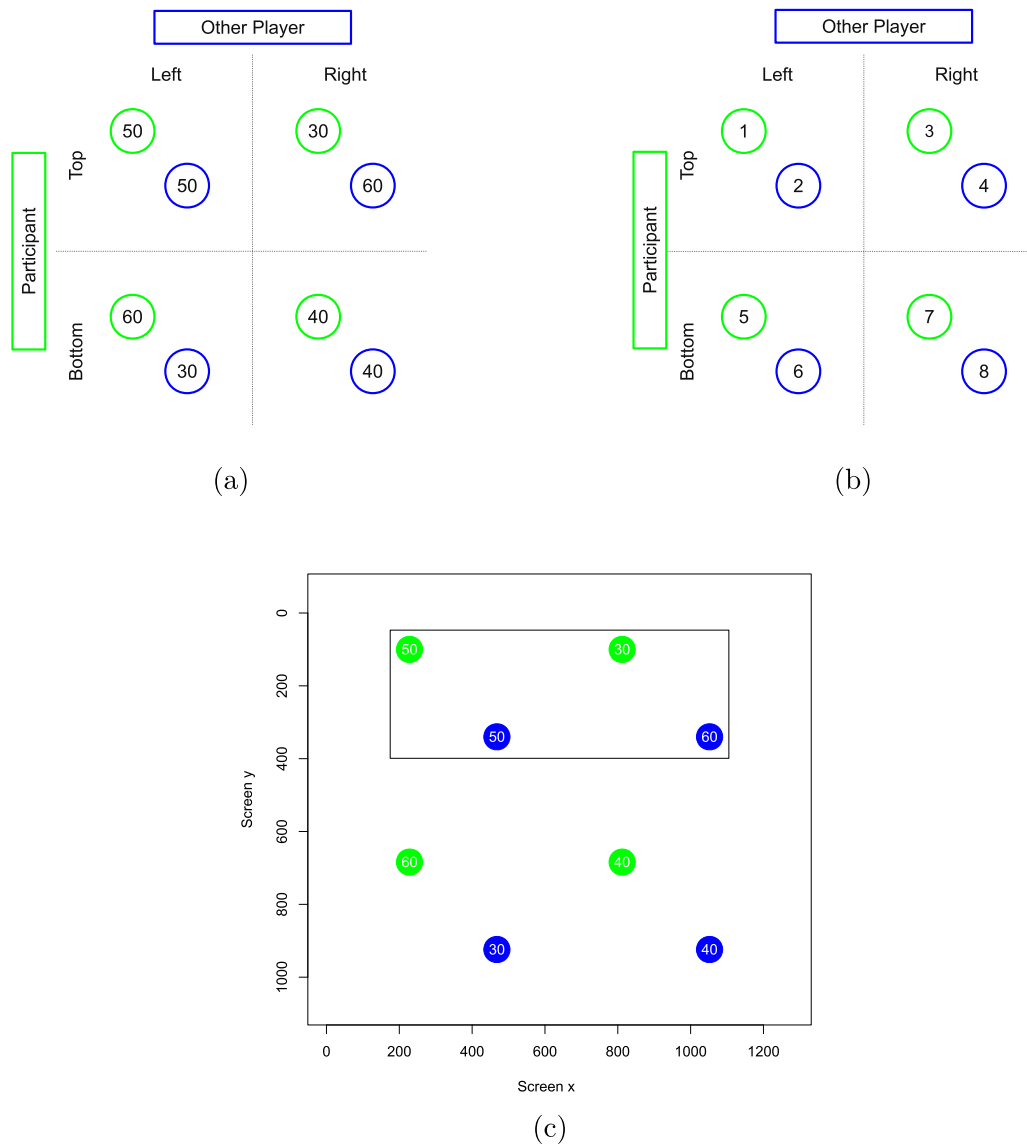 Other Player
Left Right
50 30
50 60
60 40
30 40
Participant
Top
Bottom
(a)
Other Player
Left Right
1 3
2 4
5 7
6 8
Participant
Top
Bottom
(b)
0
200
400
600
800
1000
Screen y
50 30
50 60
60 40
30 40
0 200 400 600 800 1000 1200
Screen x
(c)